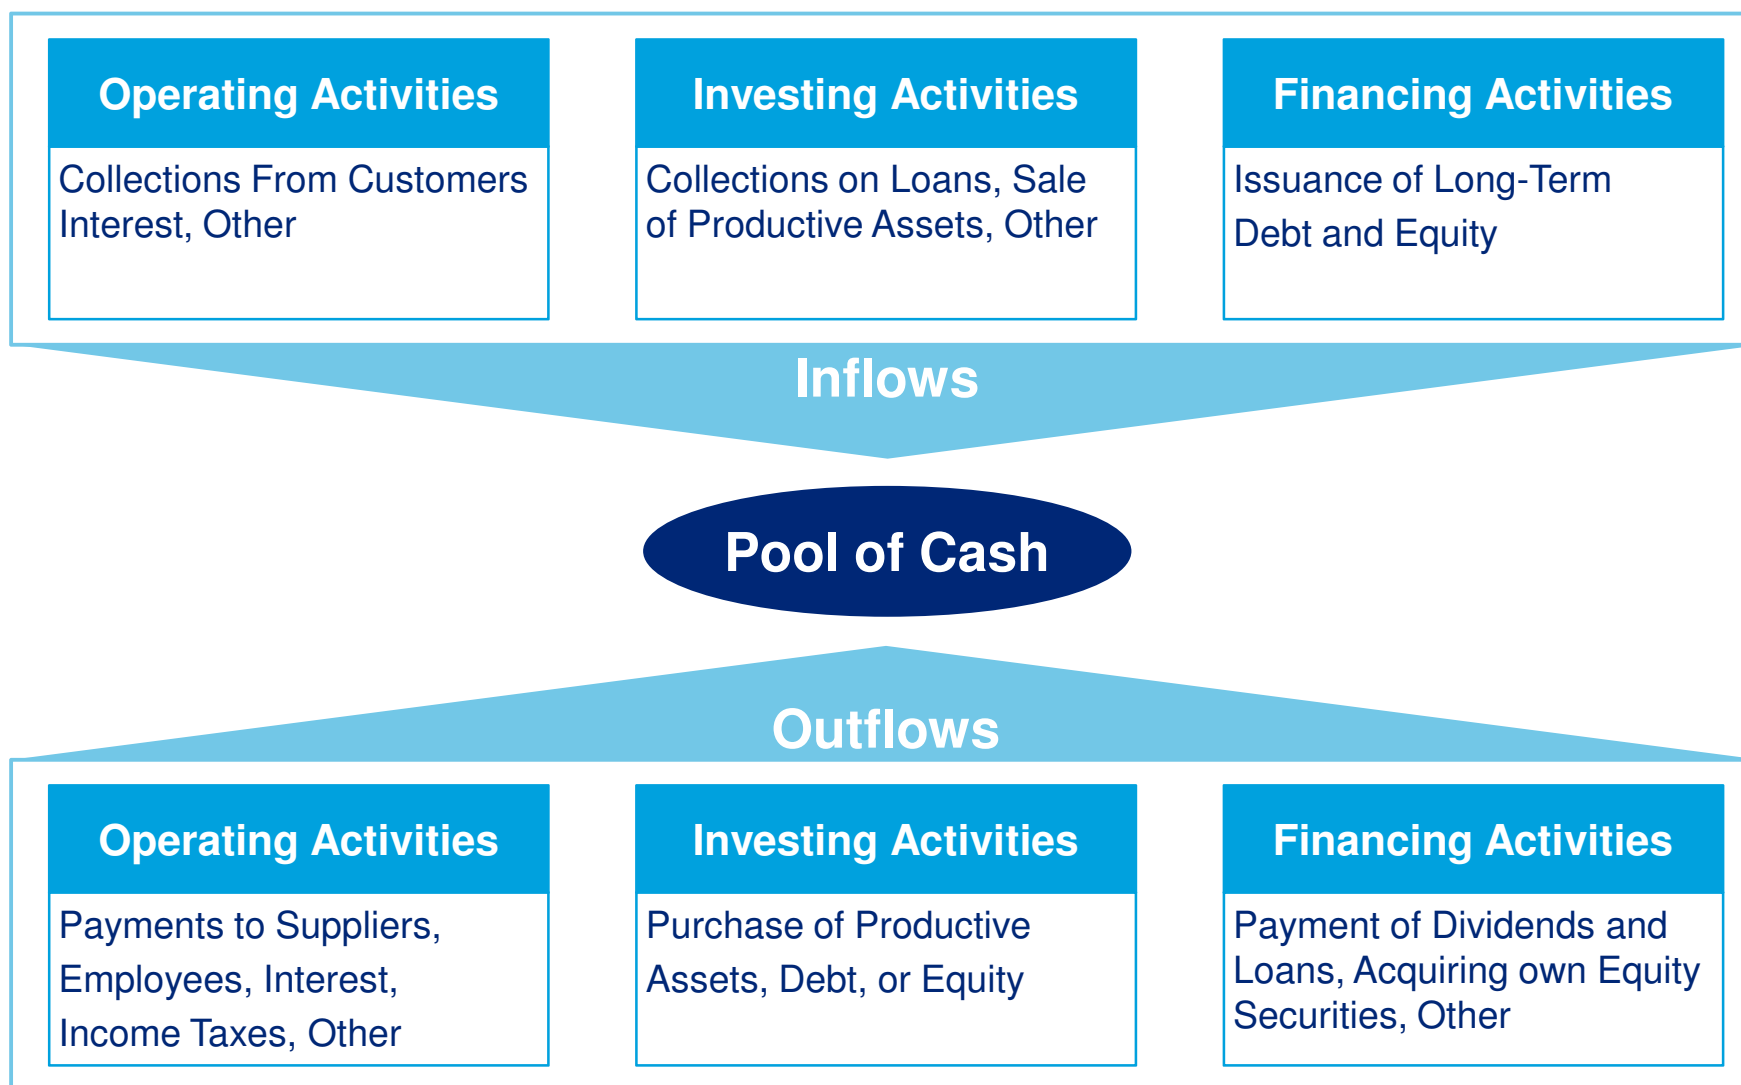 Operating Activities
Collections From Customers
Interest, Other
Investing Activities
Collections on Loans, Sale
of Productive Assets, Other
Financing Activities
Issuance of Long-Term
Debt and Equity
Inflows
Pool of Cash
Outflows
Operating Activities
Payments to Suppliers,
Employees, Interest,
Income Taxes, Other
Investing Activities
Purchase of Productive
Assets, Debt, or Equity
Financing Activities
Payment of Dividends and
Loans, Acquiring own Equity
Securities, Other